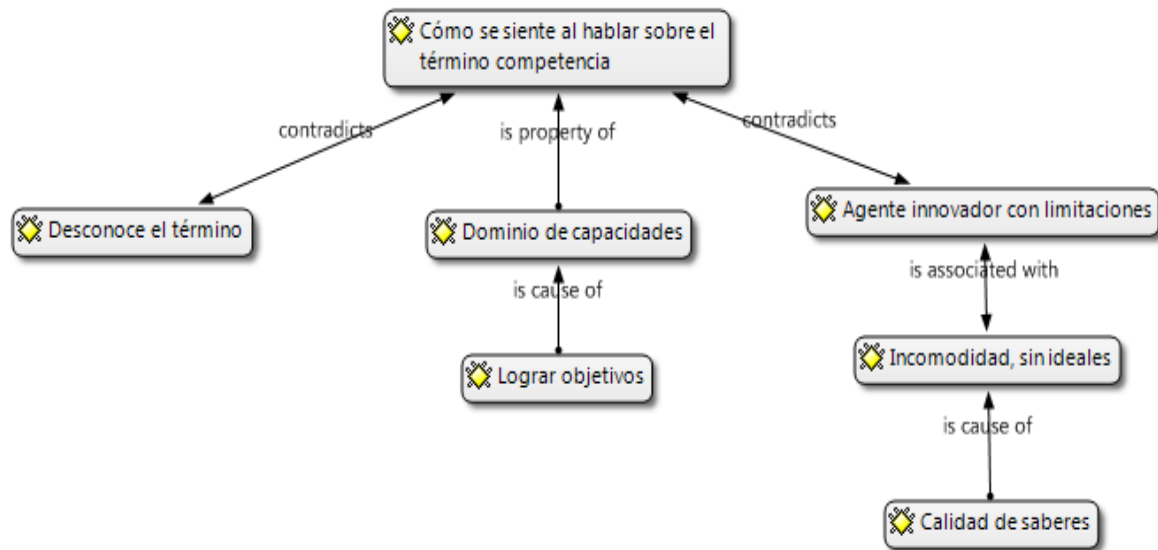 Cómo se siente al hablar sobre el
término competencia
contradicts
is property of
contradicts
Desconoce el término
Dominio de capacidades
Agente innovador con limitaciones
is cause of
is associated with
Lograr objetivos
Incomodidad, sin ideales
is cause of
Calidad de saberes